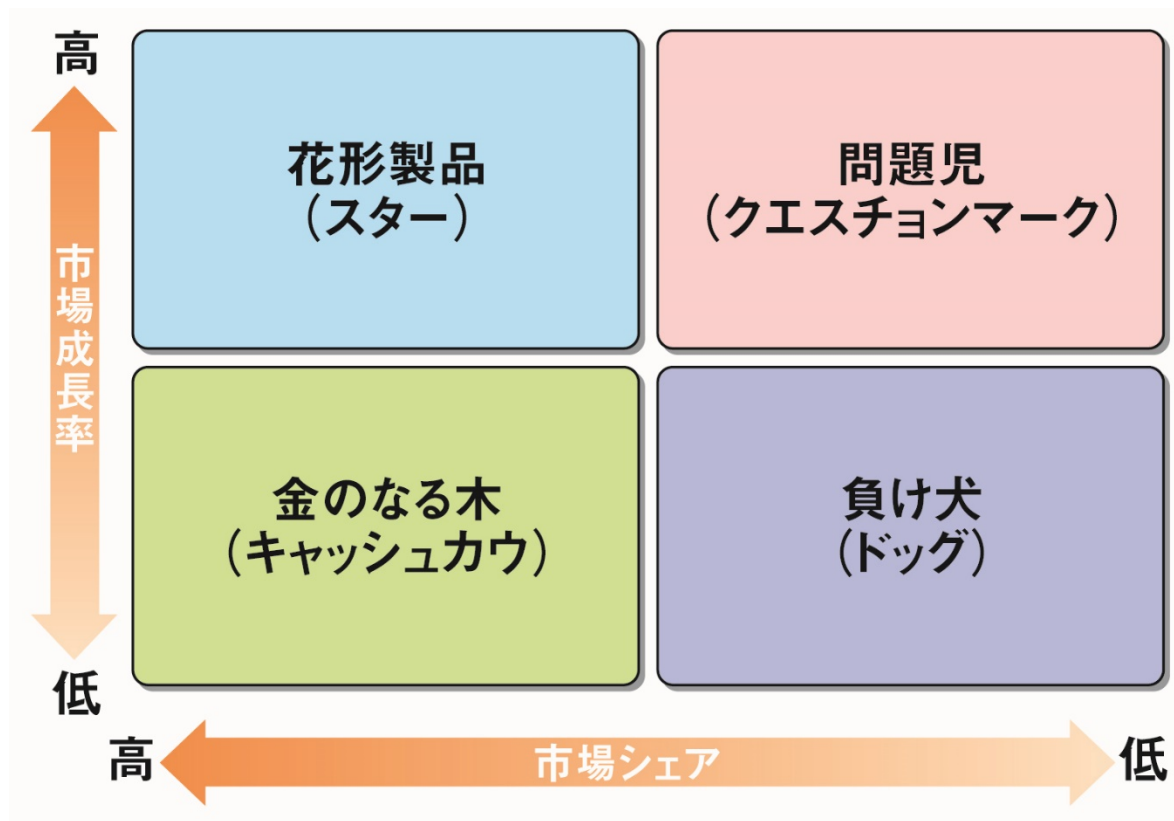 高
市場成長率
低
花形製品
(スター)
問題児
(クエスチョンマーク)
金のなる木
(キャッシュカウ)
負け犬
(ドッグ)
高
市場シェア
低